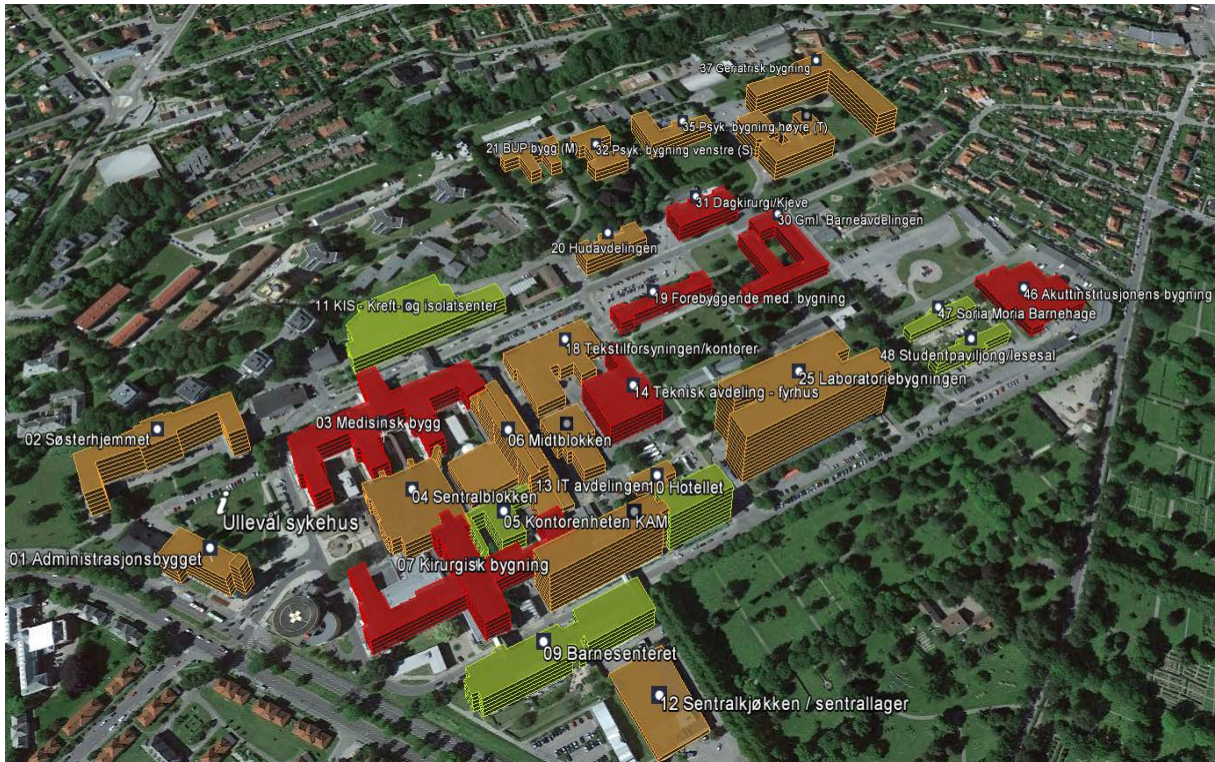 37 Geriatrisk bygning
35 Psyk. bygning høyre (T)
21 BUP bygg (M)
32 Psyk. bygning venstre (S)
31 Dagkirurgi/Kjeve
30 Gml. Barneavdelingen
20 Hudavdelingen
11 KIS - Kreft- og isolatsenter
19 Forebyggende med. bygning
46 Akuttinstitusjonens bygning
47 Soria Moria Barnehage
18 Tekstilforsyningen/kontorer
48 Studentpaviljong/lesesal
25 Laboratoriebygningen
14 Teknisk avdeling - fyrhus
03 Medisinsk bygg
02 Søsterhjemmet
06 Midtblokken
13 IT avdelingen
10 Hotellet
04 Sentralblokken
i
Ullevål sykehus
05 Kontorenheten KAM
01 Administrasjonsbygget
07 Kirurgisk bygning
09 Barnesenteret
12 Sentralkjøkken / sentrallager